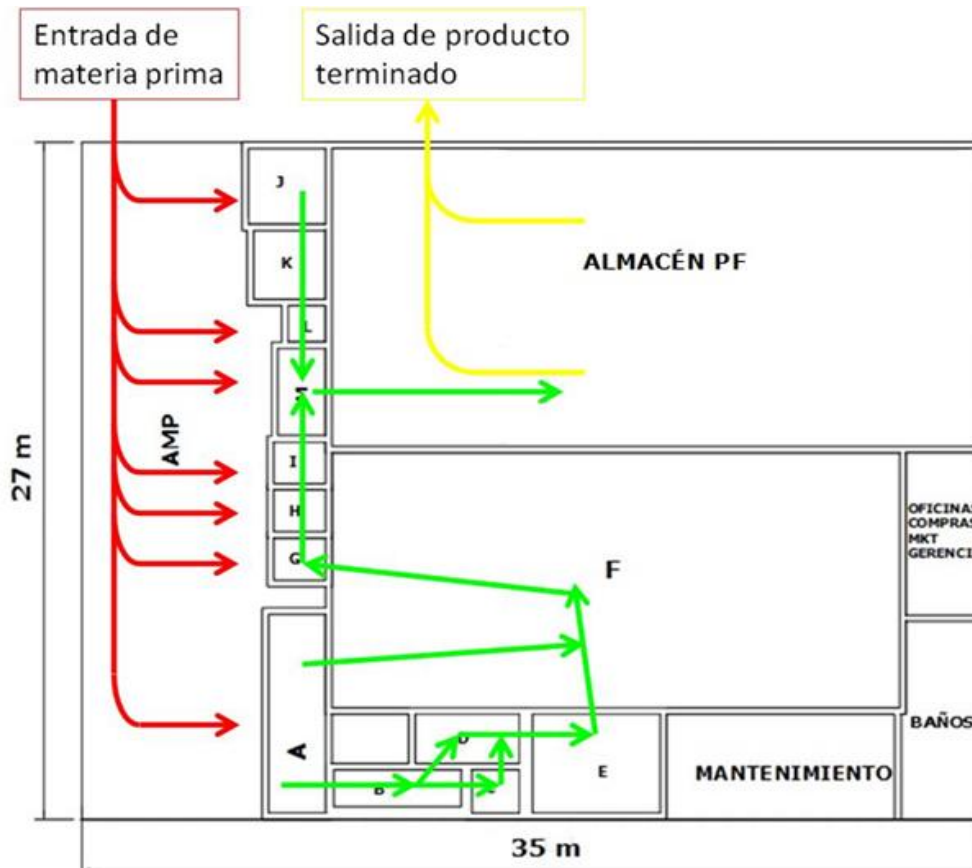 Entrada de
materia prima
Salida de producto
terminado
J
K
ALMACÉN PF
L
M
AMP
27 m
I
H
G
F
OFICINAS
COMPRAS
MKT
GERENCI
A
D
B
E
MANTENIMIENTO
BAÑOS
35 m